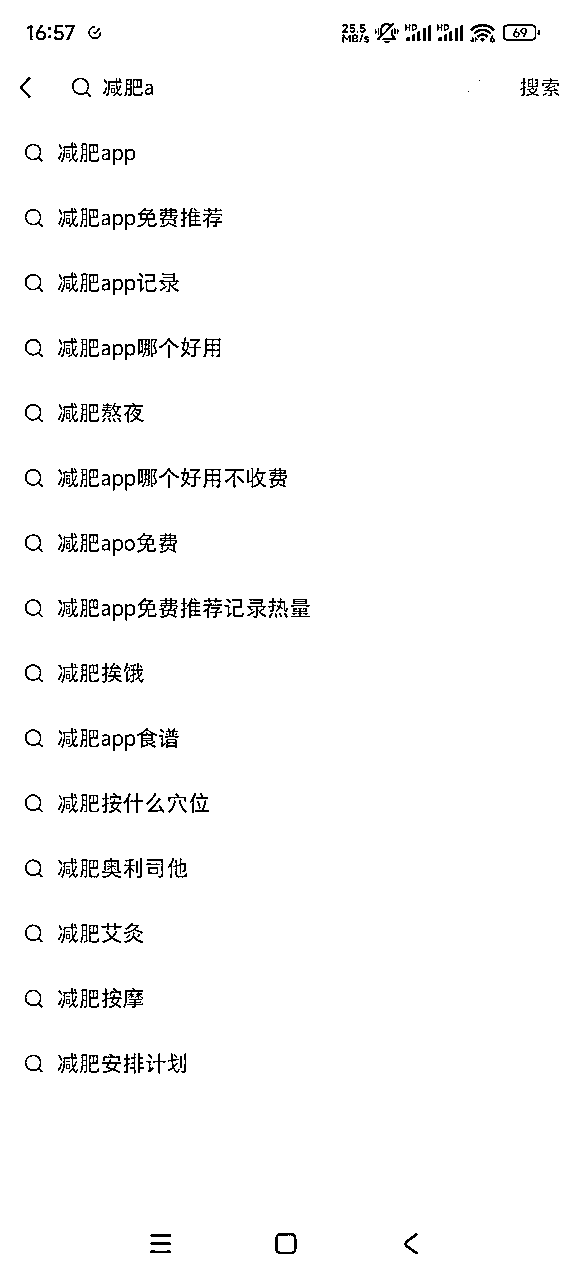 16:57
25.5 MB/s HD HD 6 69
减肥a 搜索
减肥app
减肥app免费推荐
减肥app记录
减肥app哪个好用
减肥熬夜
减肥app哪个好用不收费
减肥apo免费
减肥app免费推荐记录热量
减肥挨饿
减肥app食谱
减肥按什么穴位
减肥奥利司他
减肥艾灸
减肥按摩
减肥安排计划